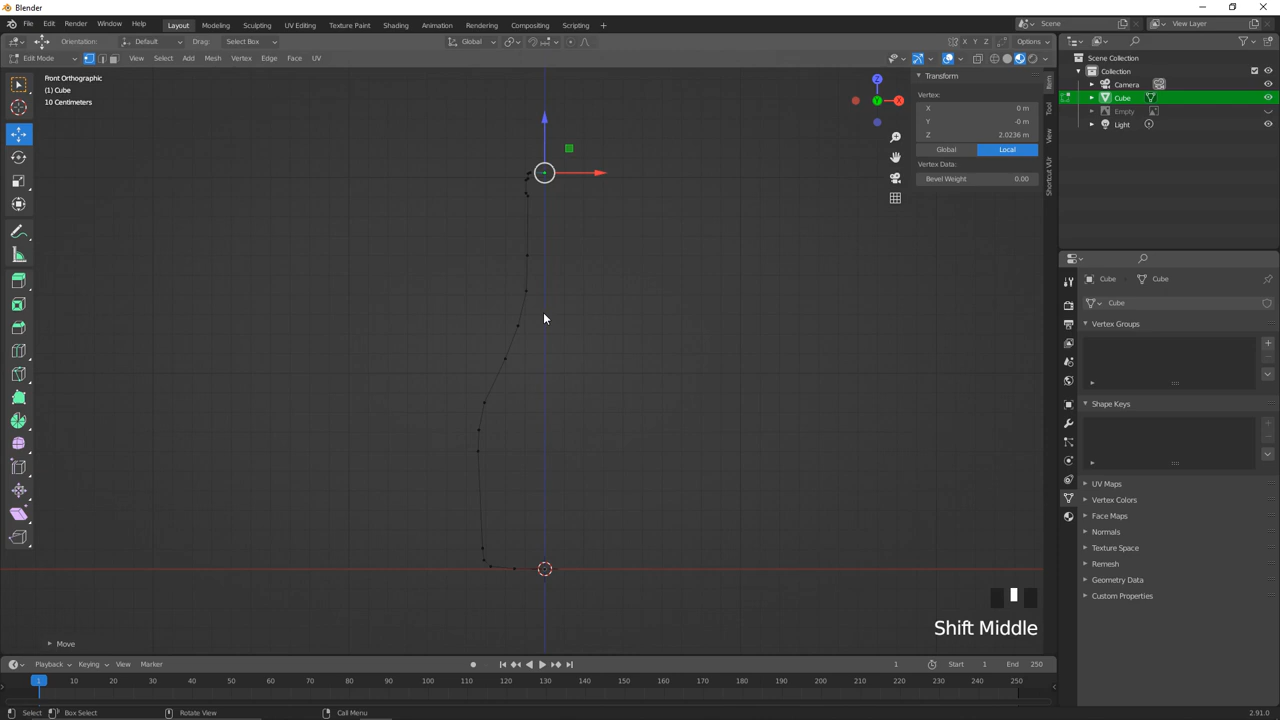 Blender
File Edit Render Window Help Layout Modeling Sculpting UV Editing Texture Paint Shading Animation Rendering Compositing Scripting + Scene View Layer
Orientation: Default Drag: Select Box Global X Y Z Options
Edit Mode View Select Add Mesh Vertex Edge Face UV
Front Orthographic
(1) Cube
10 Centimeters
Z
X
Y
Transform
Vertex:
X 0 m
Y -0 m
Z 2.0236 m
Global Local
Vertex Data:
Bevel Weight 0.00
Item
Tool
View
Shortcut VUr
Scene Collection
Collection
Camera
Cube
Empty
Light
Cube Cube
Cube
Vertex Groups
Shape Keys
UV Maps
Vertex Colors
Face Maps
Normals
Texture Space
Remesh
Geometry Data
Custom Properties
Shift Middle
Move
Playback Keying View Marker 1 Start 1 End 250
1 10 20 30 40 50 60 70 80 90 100 110 120 130 140 150 160 170 180 190 200 210 220 230 240 250
Select Box Select Rotate View Call Menu 2.91.0